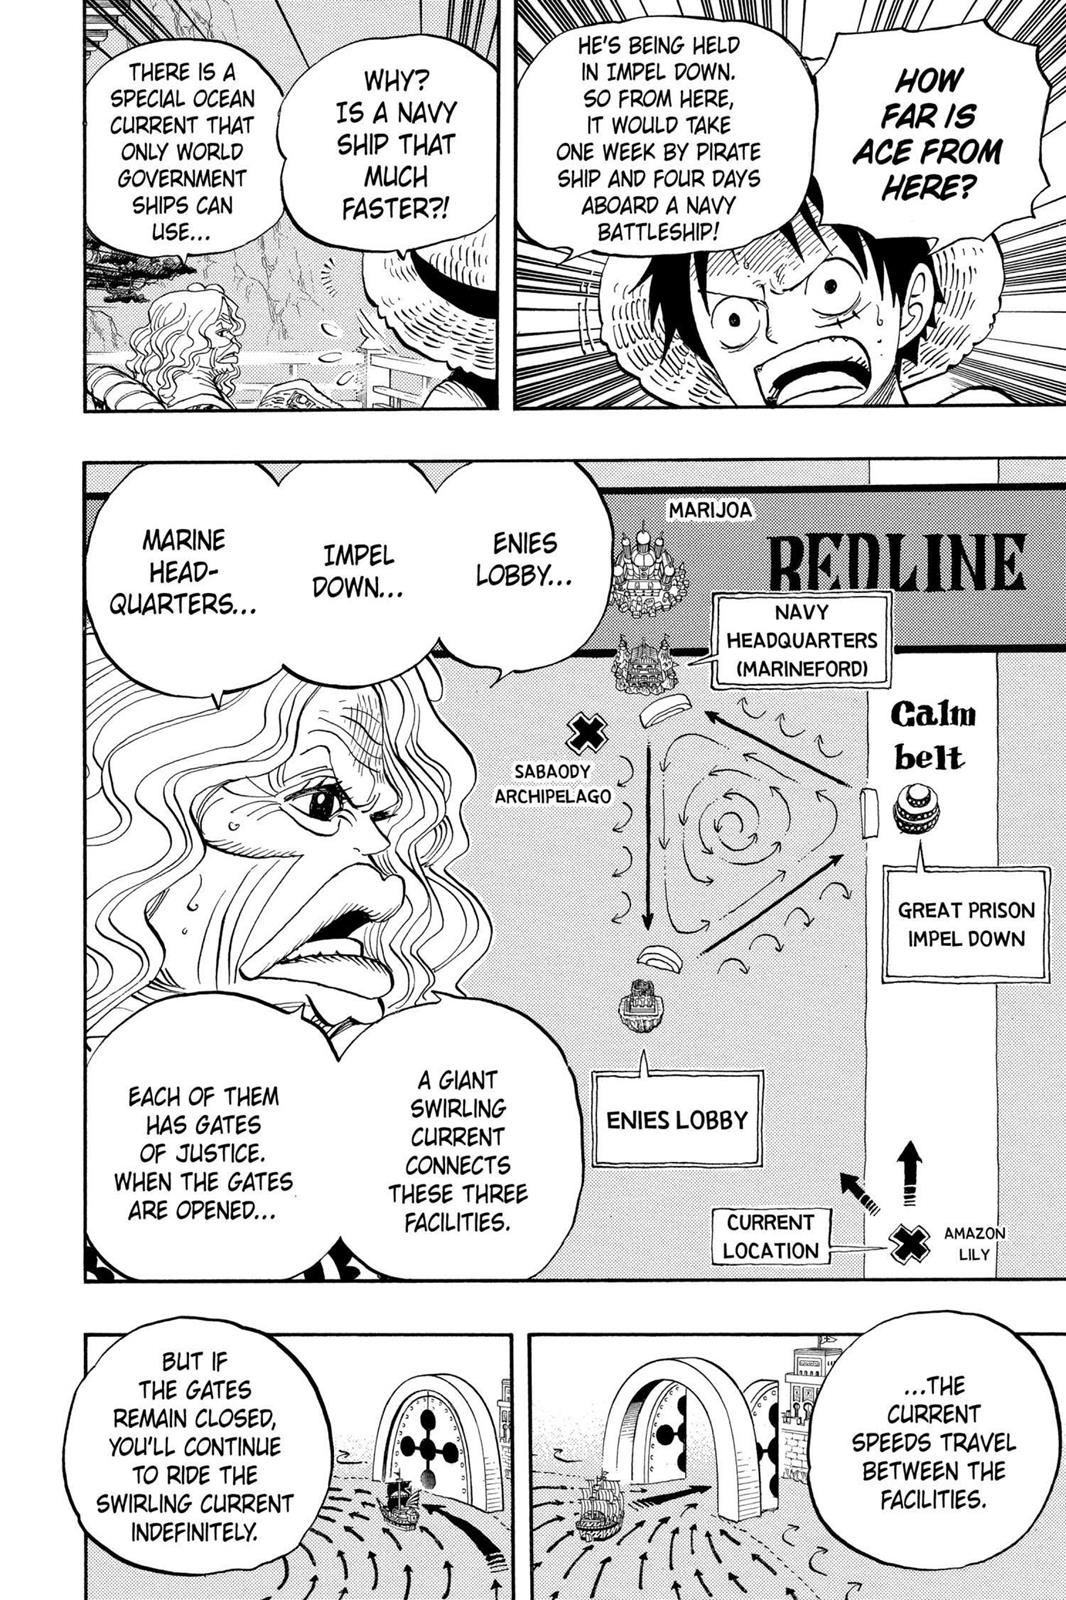 HOW
FAR IS
ACE FROM
HERE?
HE'S BEING HELD
IN IMPEL DOWN.
SO FROM HERE,
IT WOULD TAKE
ONE WEEK BY PIRATE
SHIP AND FOUR DAYS
ABOARD A NAVY
BATTLESHIP!
WHY?
IS A NAVY
SHIP THAT
MUCH
FASTER?!
THERE IS A
SPECIAL OCEAN
CURRENT THAT
ONLY WORLD
GOVERNMENT
SHIPS CAN
USE...
ENIES
LOBBY...
IMPEL
DOWN...
MARINE
HEAD-
QUARTERS...
MARIJOA
REDLINE
NAVY
HEADQUARTERS
(MARINEFORD)
Calm
belt
SABAODY
ARCHIPELAGO
GREAT PRISON
IMPEL DOWN
ENIES LOBBY
CURRENT
LOCATION
AMAZON
LILY
A GIANT
SWIRLING
CURRENT
CONNECTS
THESE THREE
FACILITIES.
EACH OF THEM
HAS GATES
OF JUSTICE.
WHEN THE GATES
ARE OPENED...
...THE
CURRENT
SPEEDS TRAVEL
BETWEEN THE
FACILITIES.
BUT IF
THE GATES
REMAIN CLOSED,
YOU'LL CONTINUE
TO RIDE THE
SWIRLING CURRENT
INDEFINITELY.